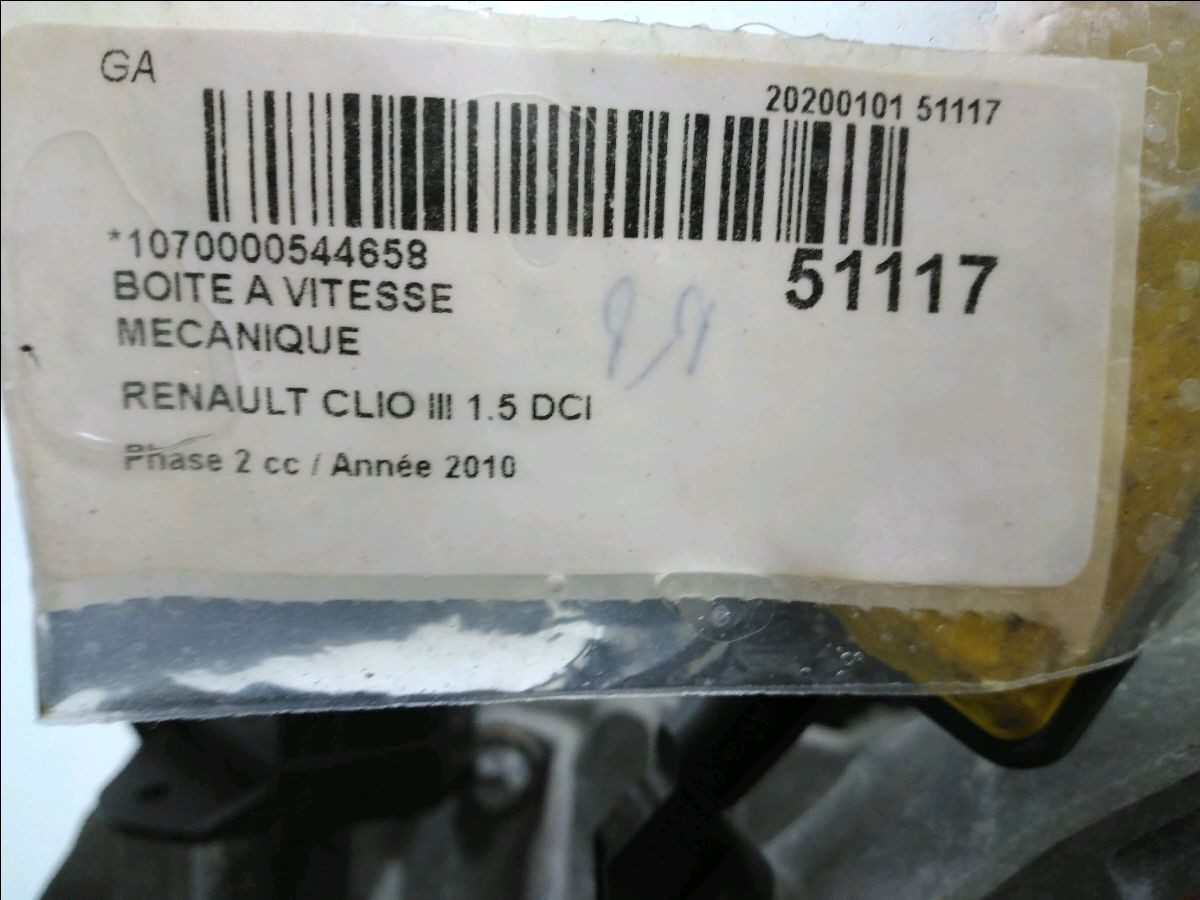 GA
20200101 51117
*1070000544658
51117
BOITE A VITESSE
MECANIQUE
RENAULT CLIO III 1.5 DCI
Phase 2 cc / Année 2010